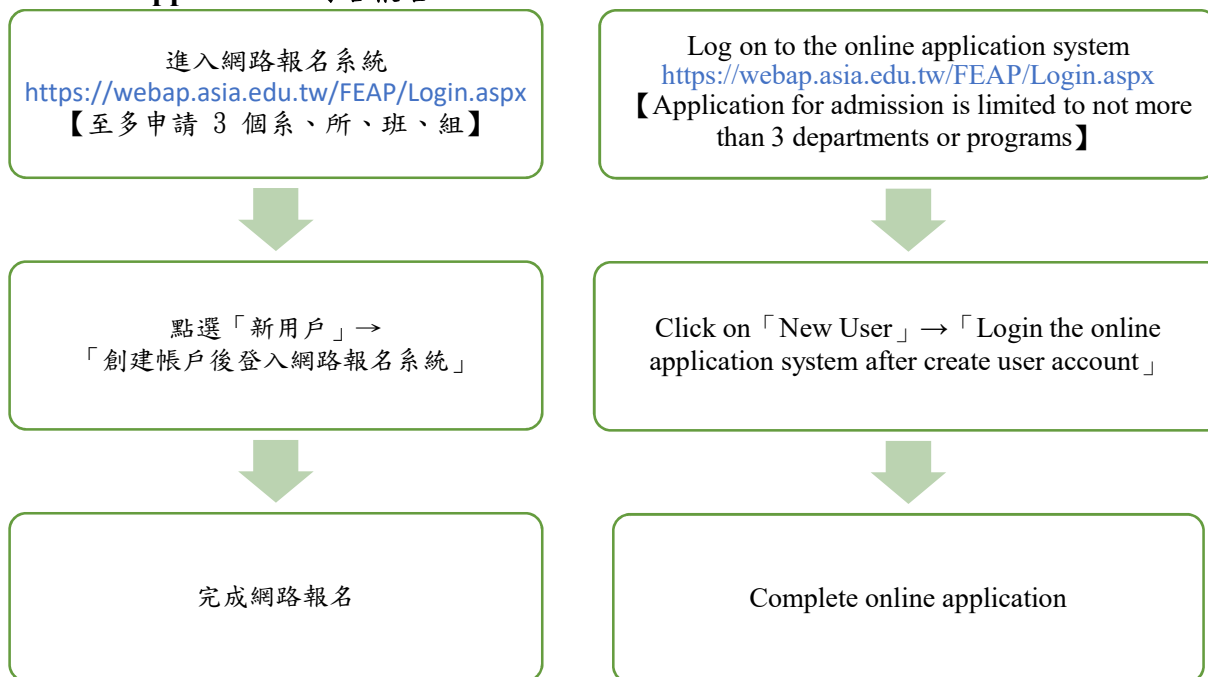 進入網路報名系統
https://webap.asia.edu.tw/FEAP/Login.aspx
【至多申請 3 個系、所、班、組】
點選「新用戶」→
「創建帳戶後登入網路報名系統」
完成網路報名
Log on to the online application system
https://webap.asia.edu.tw/FEAP/Login.aspx
【Application for admission is limited to not more
than 3 departments or programs】
Click on「New User」→「Login the online
application system after create user account」
Complete online application